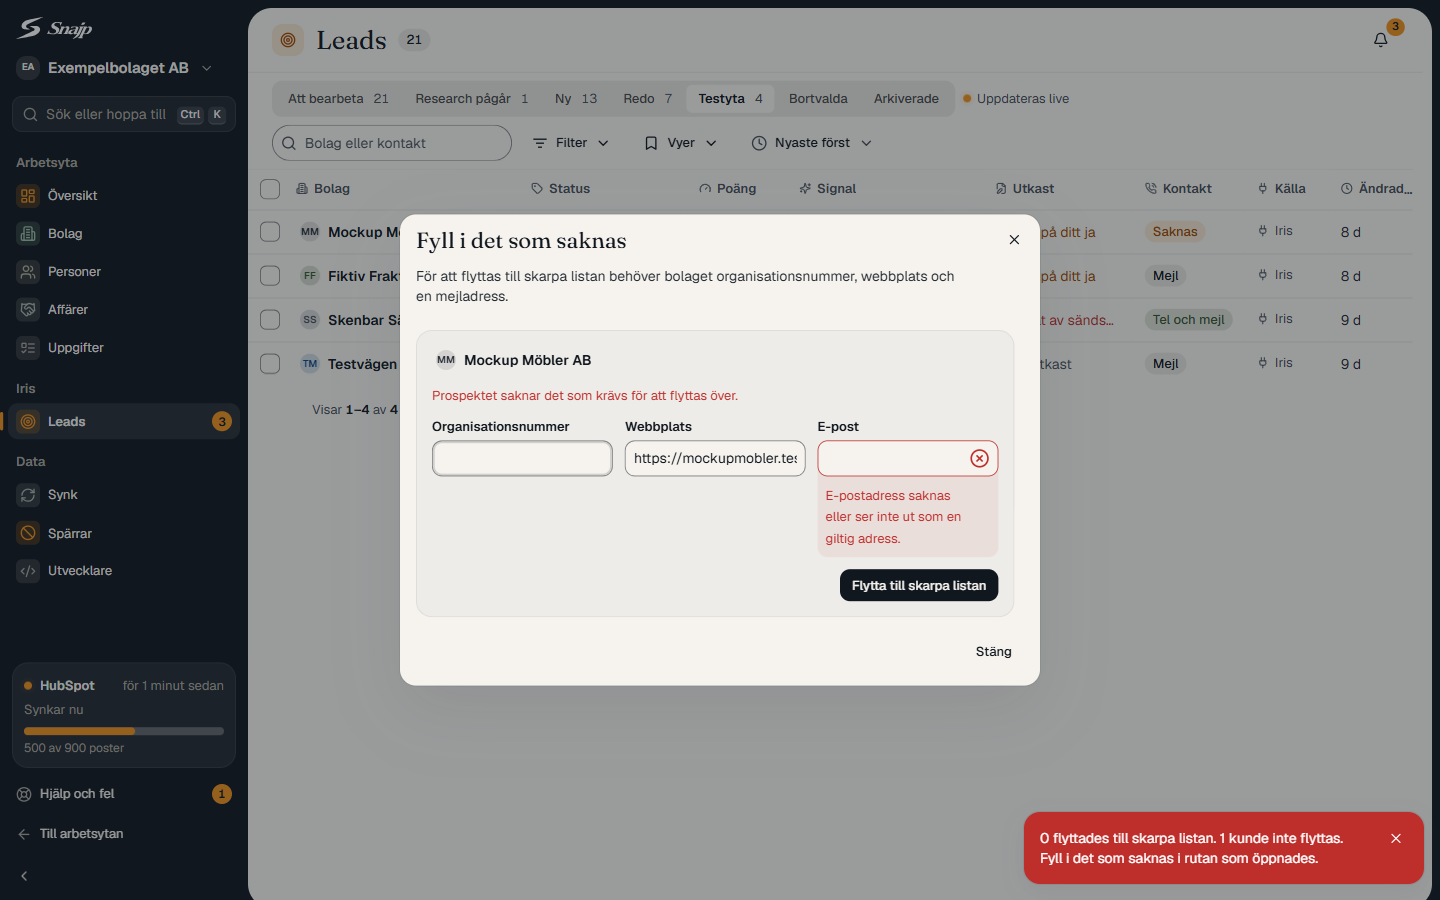 Snajp
EA Exempelbolaget AB
Sök eller hoppa till Ctrl K
Arbetsyta
Översikt
Bolag
Personer
Affärer
Uppgifter
Iris
Leads 3
Data
Synk
Spärrar
Utvecklare
HubSpot för 1 minut sedan
Synkar nu
500 av 900 poster
Hjälp och fel 1
Till arbetsytan
Leads 21
3
Att bearbeta 21 Research pågår 1 Ny 13 Redo 7 Testyta 4 Bortvalda Arkiverade Uppdateras live
Bolag eller kontakt Filter Vyer Nyaste först
Bolag Status Poäng Signal Utkast Kontakt Källa Ändrad...
MM Mockup M på ditt ja Saknas Iris 8 d
FF Fiktiv Frak på ditt ja Mejl Iris 8 d
SS Skenbar S t av sänds... Tel och mejl Iris 9 d
TM Testvägen tkast Mejl Iris 9 d
Visar 1–4 av 4
Fyll i det som saknas
För att flyttas till skarpa listan behöver bolaget organisationsnummer, webbplats och
en mejladress.
MM Mockup Möbler AB
Prospektet saknar det som krävs för att flyttas över.
Organisationsnummer Webbplats E-post
https://mockupmobler.tes
E-postadress saknas
eller ser inte ut som en
giltig adress.
Flytta till skarpa listan
Stäng
0 flyttades till skarpa listan. 1 kunde inte flyttas.
Fyll i det som saknas i rutan som öppnades.